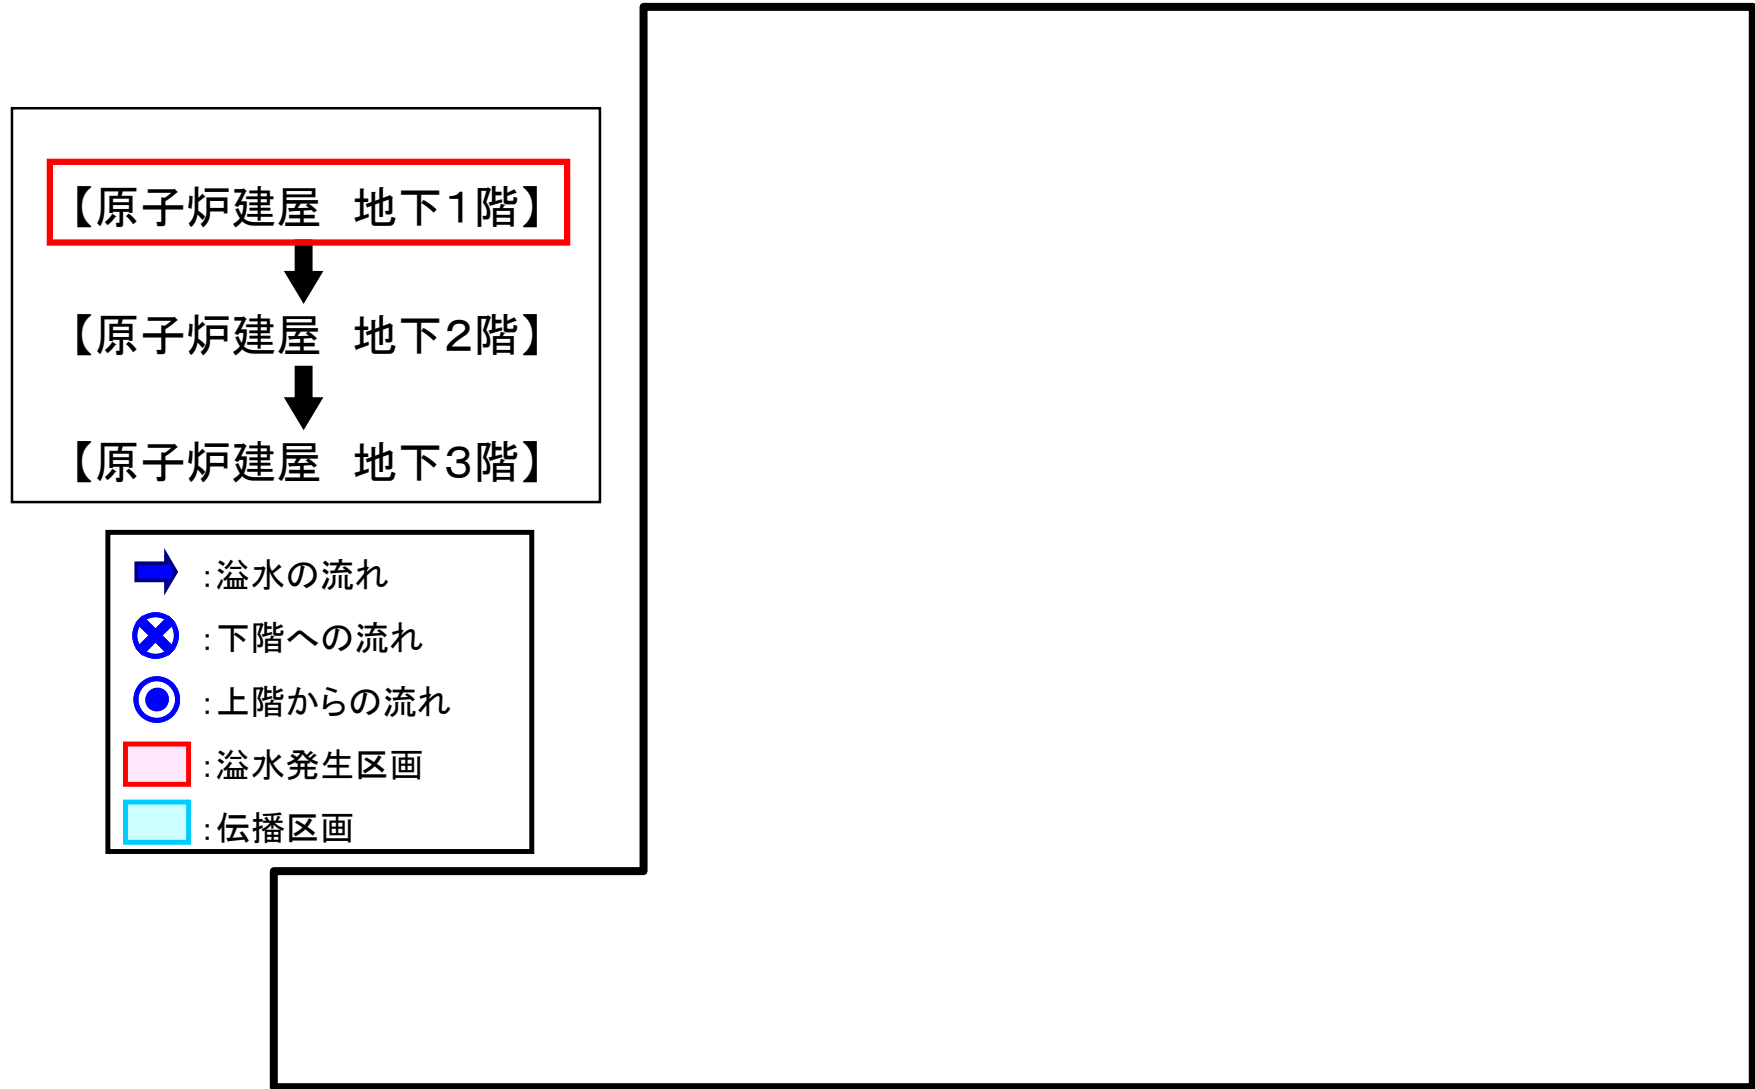 【原子炉建屋　地下1階】
【原子炉建屋　地下2階】
【原子炉建屋　地下3階】
:溢水の流れ
:下階への流れ
:上階からの流れ
:溢水発生区画
:伝播区画